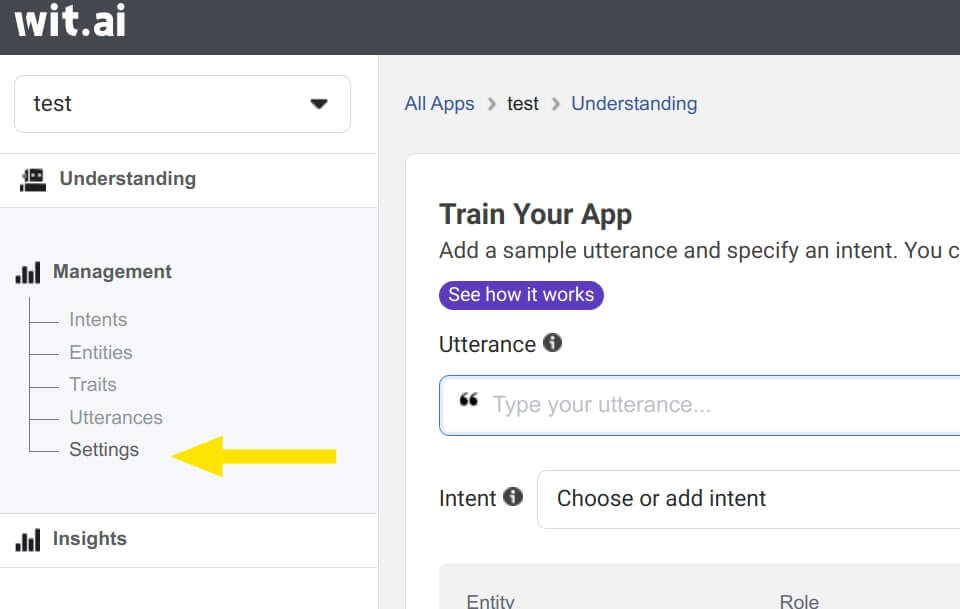 wit.ai
test
All Apps > test > Understanding
Understanding
Management
Intents
Entities
Traits
Utterances
Settings
Insights
Train Your App
Add a sample utterance and specify an intent. You c
See how it works
Utterance
Type your utterance...
Intent
Choose or add intent
Entity Role